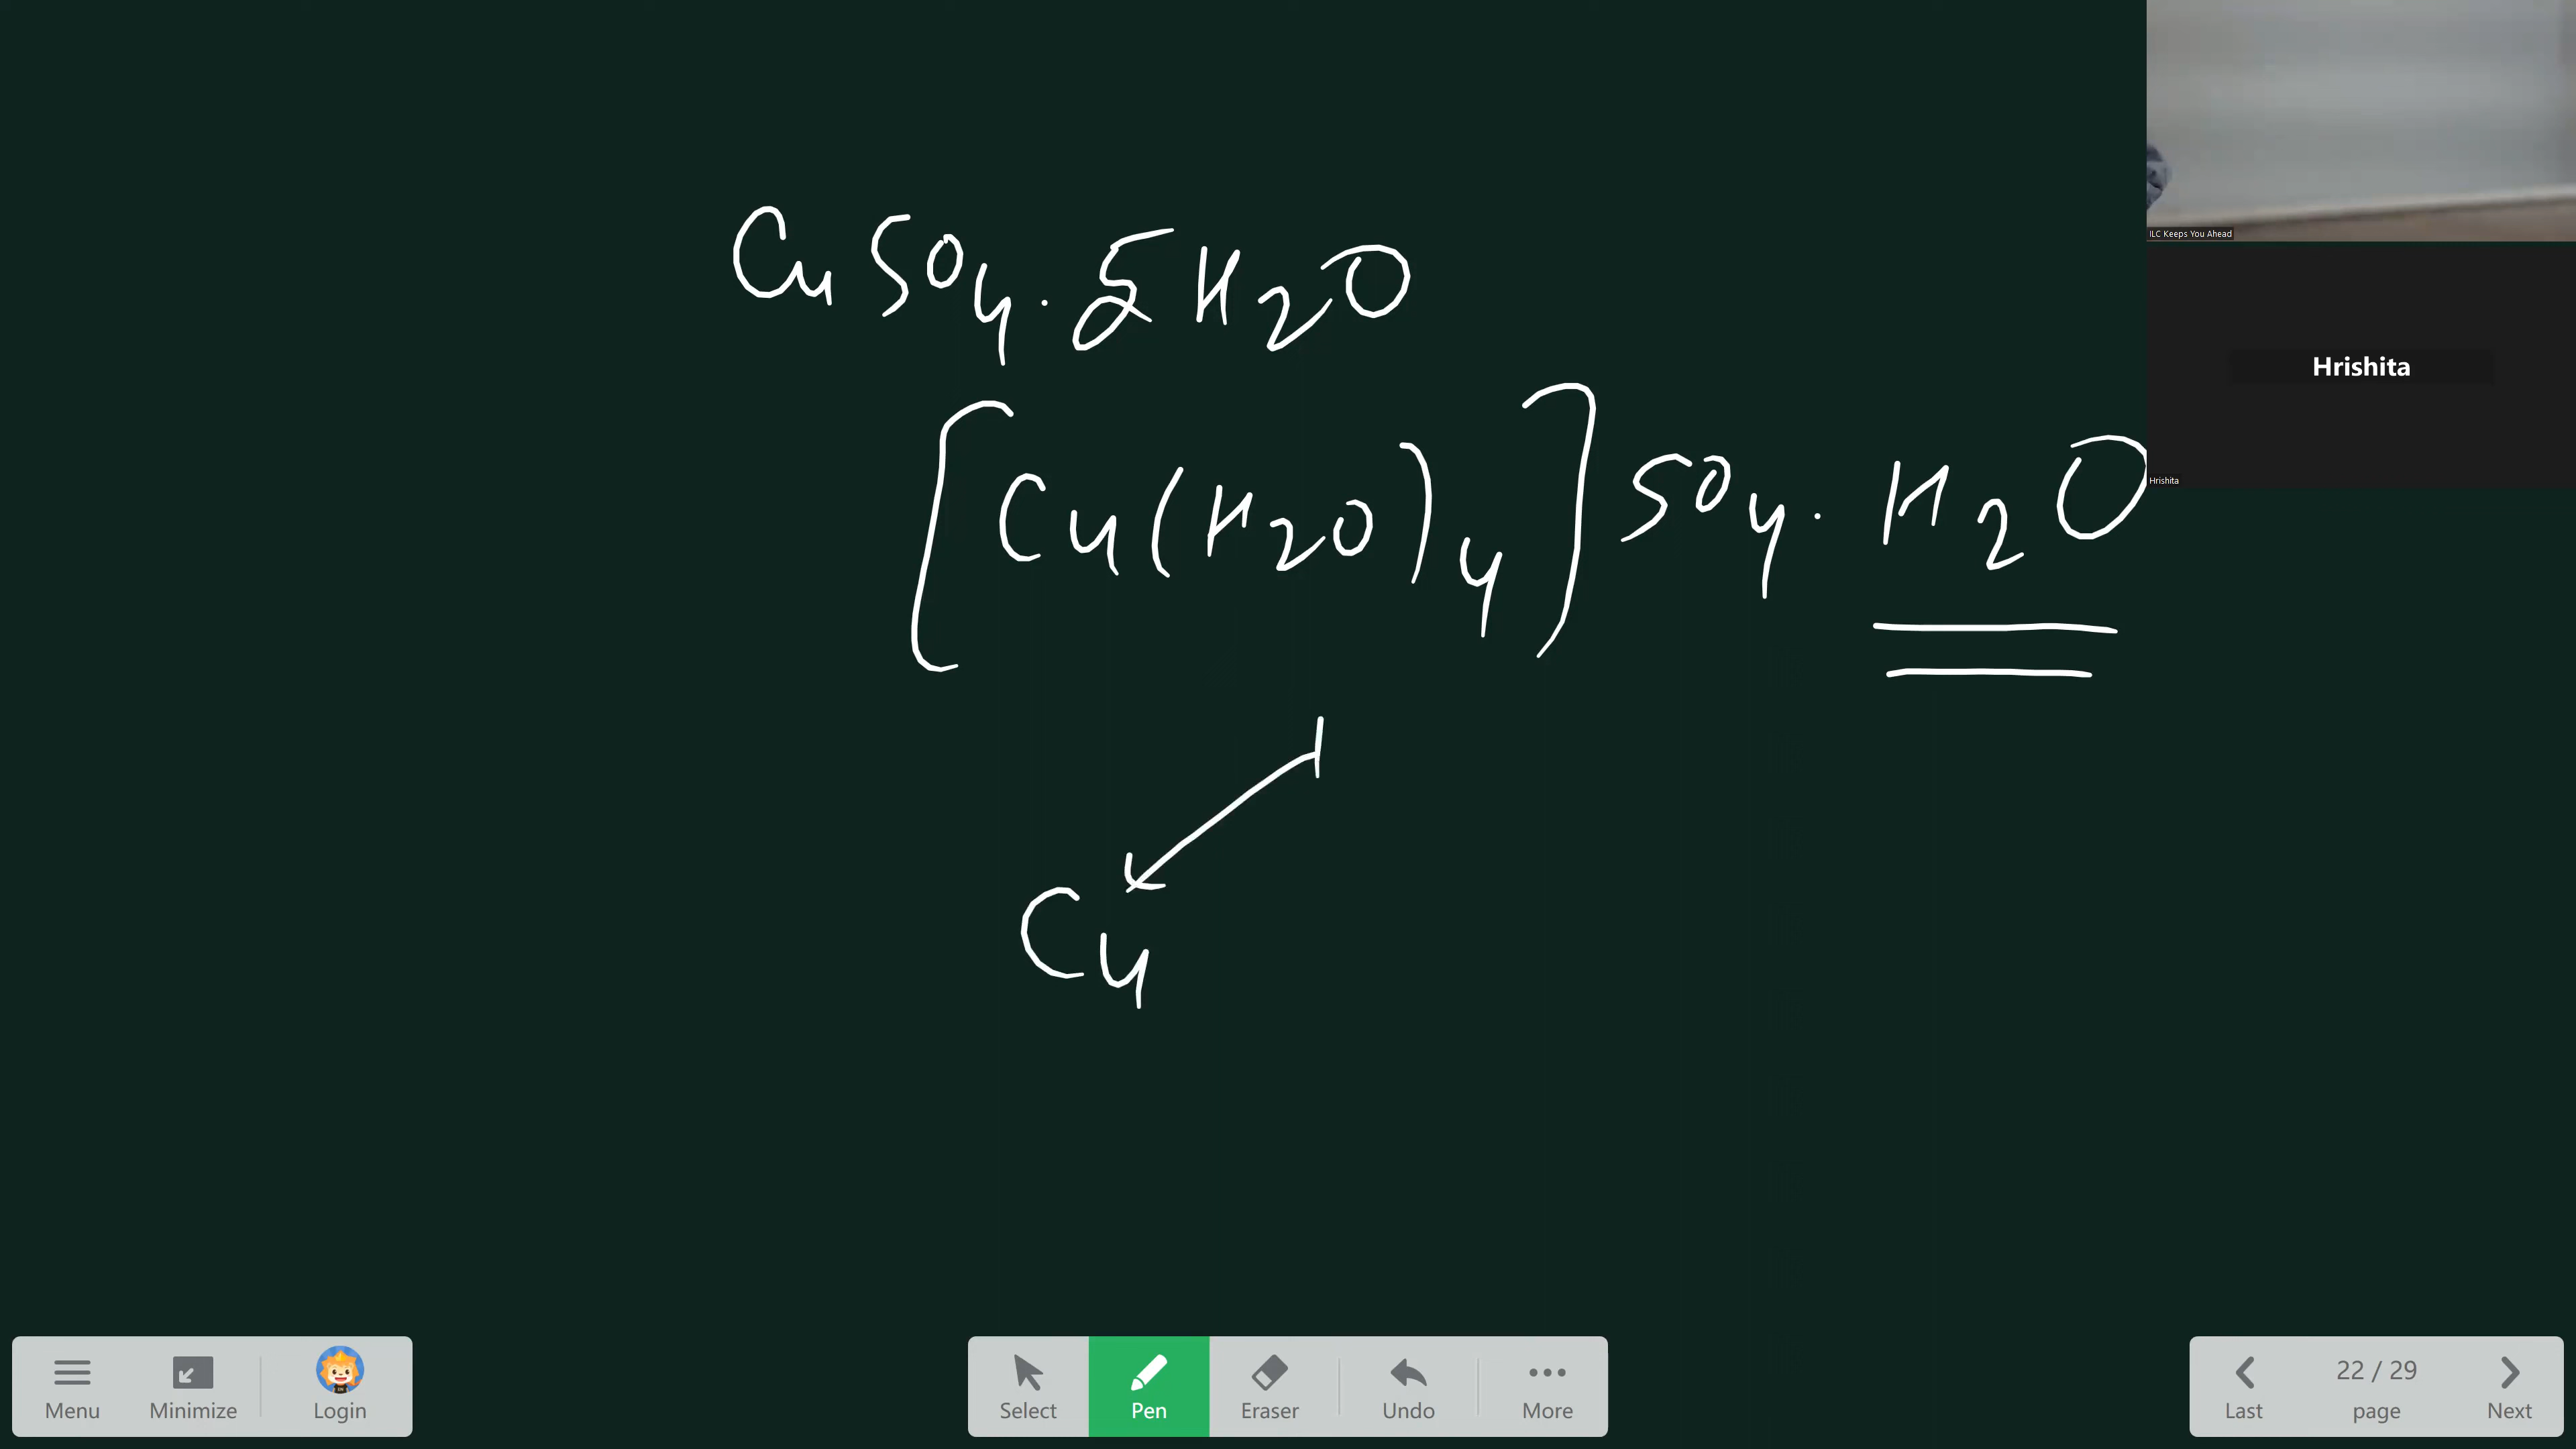 CuSO4.5H2O
[Cu(H2O)4]SO4.H2O
Cu
ILC Keeps You Ahead
Hrishita
Hrishita
Menu
Minimize
Login
Select
Pen
Eraser
Undo
More
Last
22 / 29
page
Next